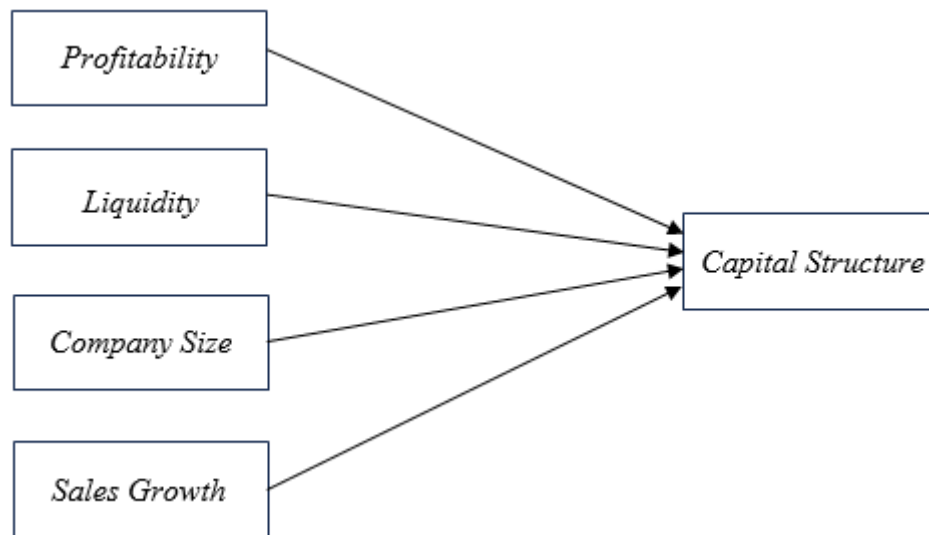 Profitability
Liquidity
Company Size
Sales Growth
Capital Structure